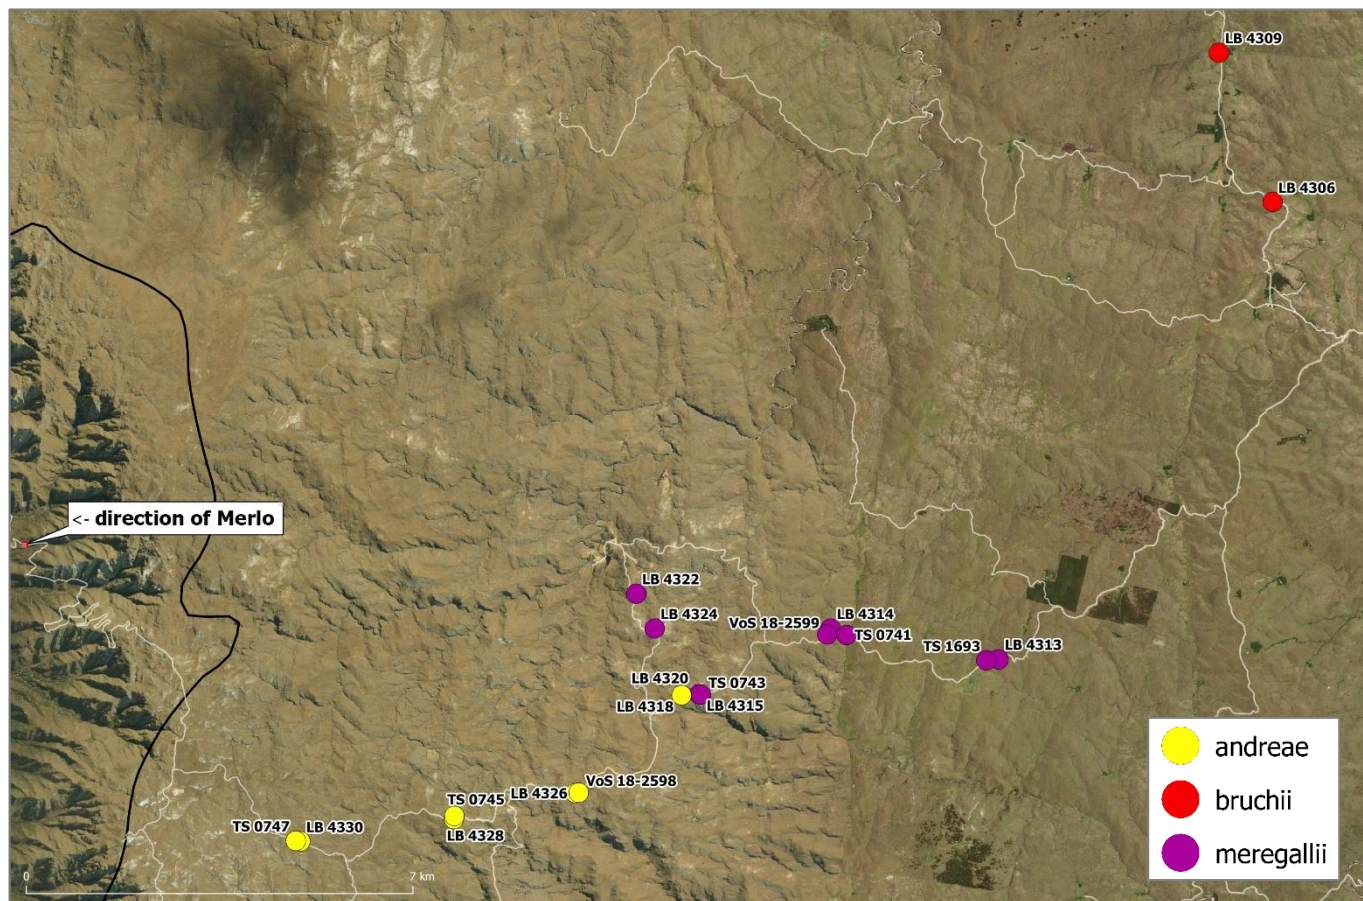 LB 4309
LB 4306
<- direction of Merlo
LB 4322
LB 4324
LB 4314
VoS 18-2599
TS 0741
TS 1693
LB 4313
LB 4320
TS 0743
LB 4318
LB 4315
VoS 18-2598
LB 4326
TS 0745
LB 4328
TS 0747
LB 4330
andreae
bruchii
meregallii
0
7 km